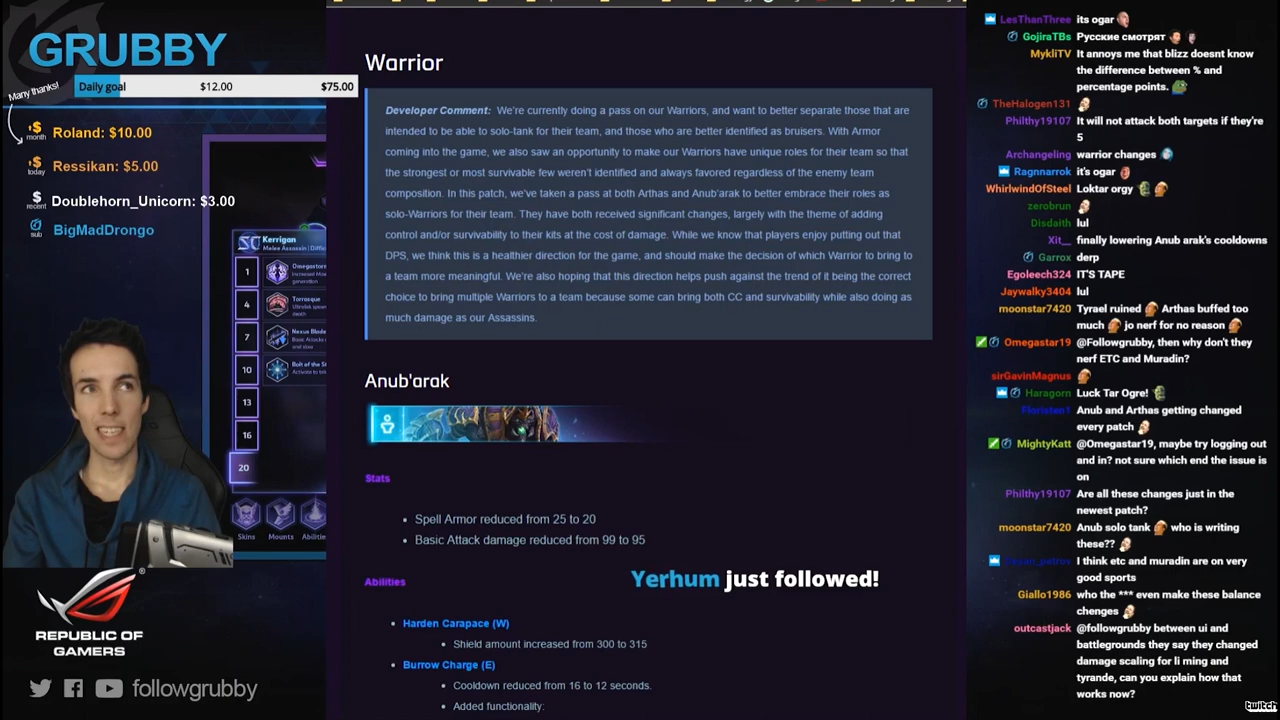 GRUBBY
Many thanks!
Daily goal
$12.00
$75.00
$
month
Roland: $10.00
$
today
Ressikan: $5.00
$
recent
Doublehorn_Unicorn: $3.00
sub
BigMadDrongo
Kerrigan
1
4
7
10
13
16
20
Skins
Mounts
Abilitie
REPUBLIC OF
GAMERS
followgrubby
Warrior
Developer Comment: We're currently doing a pass on our Warriors, and want to better separate those that are
intended to be able to solo-tank for their team, and those who are better identified as bruisers. With Armor
coming into the game, we also saw an opportunity to make our Warriors have unique roles for their team so that
the strongest or most survivable few weren't identified and always favored regardless of the enemy team
composition. In this patch, we've taken a pass at both Arthas and Anub'arak to better embrace their roles as
solo-Warriors for their team. They have both received significant changes, largely with the theme of adding
control and/or survivability to their kits at the cost of damage. While we know that players enjoy putting out that
DPS, we think this is a healthier direction for the game, and should make the decision of which Warrior to bring to
a team more meaningful. We're also hoping that this direction helps push against the trend of it being the correct
choice to bring multiple Warriors to a team because some can bring both CC and survivability while also doing as
much damage as our Assassins.
Anub'arak
Stats
Spell Armor reduced from 25 to 20
Basic Attack damage reduced from 99 to 95
Abilities
Yerhum just followed!
Harden Carapace (W)
Shield amount increased from 300 to 315
Burrow Charge (E)
Cooldown reduced from 16 to 12 seconds.
Added functionality:
LesThanThree its ogar
GojiraTBs Русские смотрят
MykliTV It annoys me that blizz doesnt know
the difference between % and
percentage points.
TheHalogen131
Philthy19107 It will not attack both targets if they're
5
Archangeling warrior changes
Ragnnarok it's ogar
WhirlwindOfSteel Loktar orgy
zerobrun
Disdaith lul
Xit__ finally lowering Anub arak's cooldowns
Garrox derp
Egoleech324 IT'S TAPE
Jaywalky3404 lul
moonstar7420 Tyrael ruined Arthas buffed too
much jo nerf for no reason
Omegastar19 @Followgrubby, then why don't they
nerf ETC and Muradin?
sirGavinMagnus
Haragorn Luck Tar Ogre!
Floristen1 Anub and Arthas getting changed
every patch
MightyKatt @Omegastar19, maybe try logging out
and in? not sure which end the issue is
on
Philthy19107 Are all these changes just in the
newest patch?
moonstar7420 Anub solo tank who is writing
these??
I think etc and muradin are on very
good sports
Giallo1986 who the *** even make these balance
chenges
outcastjack @followgrubby between ui and
battlegrounds they say they changed
damage scaling for li ming and
tyrande, can you explain how that
works now?
twitch